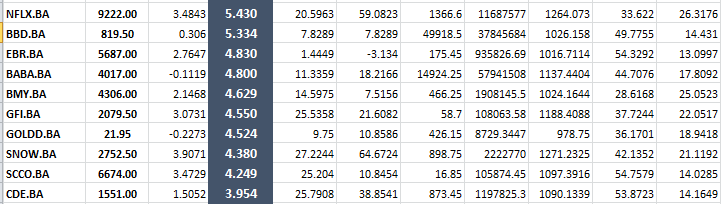 NFLX.BA 9222.00 3.4843 5.430 20.5963 59.0823 1366.6 11687577 1264.073 33.622 26.3176
BBD.BA 819.50 0.306 5.334 7.8289 7.8289 49918.5 37845684 1026.158 49.7755 14.431
EBR.BA 5687.00 2.7647 4.830 1.4449 -3.134 175.45 935826.69 1016.7114 54.3292 13.0997
BABA.BA 4017.00 -0.1119 4.800 11.3359 18.2166 14924.25 57941508 1137.4404 44.7076 17.8092
BMY.BA 4306.00 2.1468 4.629 14.5975 7.5156 466.25 1908145.5 1024.1644 28.6168 25.0523
GFI.BA 2079.50 3.0731 4.550 25.5358 21.6082 58.7 108063.58 1188.4088 37.7244 22.0517
GOLDD.BA 21.95 -0.2273 4.524 9.75 10.8586 426.15 8729.3447 978.75 36.1701 18.9418
SNOW.BA 2752.50 3.9071 4.380 27.2244 64.6724 898.75 2222770 1271.2325 42.1352 21.1192
SCCO.BA 6674.00 3.4729 4.249 25.204 10.8454 16.85 105874.45 1097.3916 54.7579 14.0285
CDE.BA 1551.00 1.5052 3.954 25.7908 38.8541 873.45 1197825.3 1090.1339 53.8723 14.1649